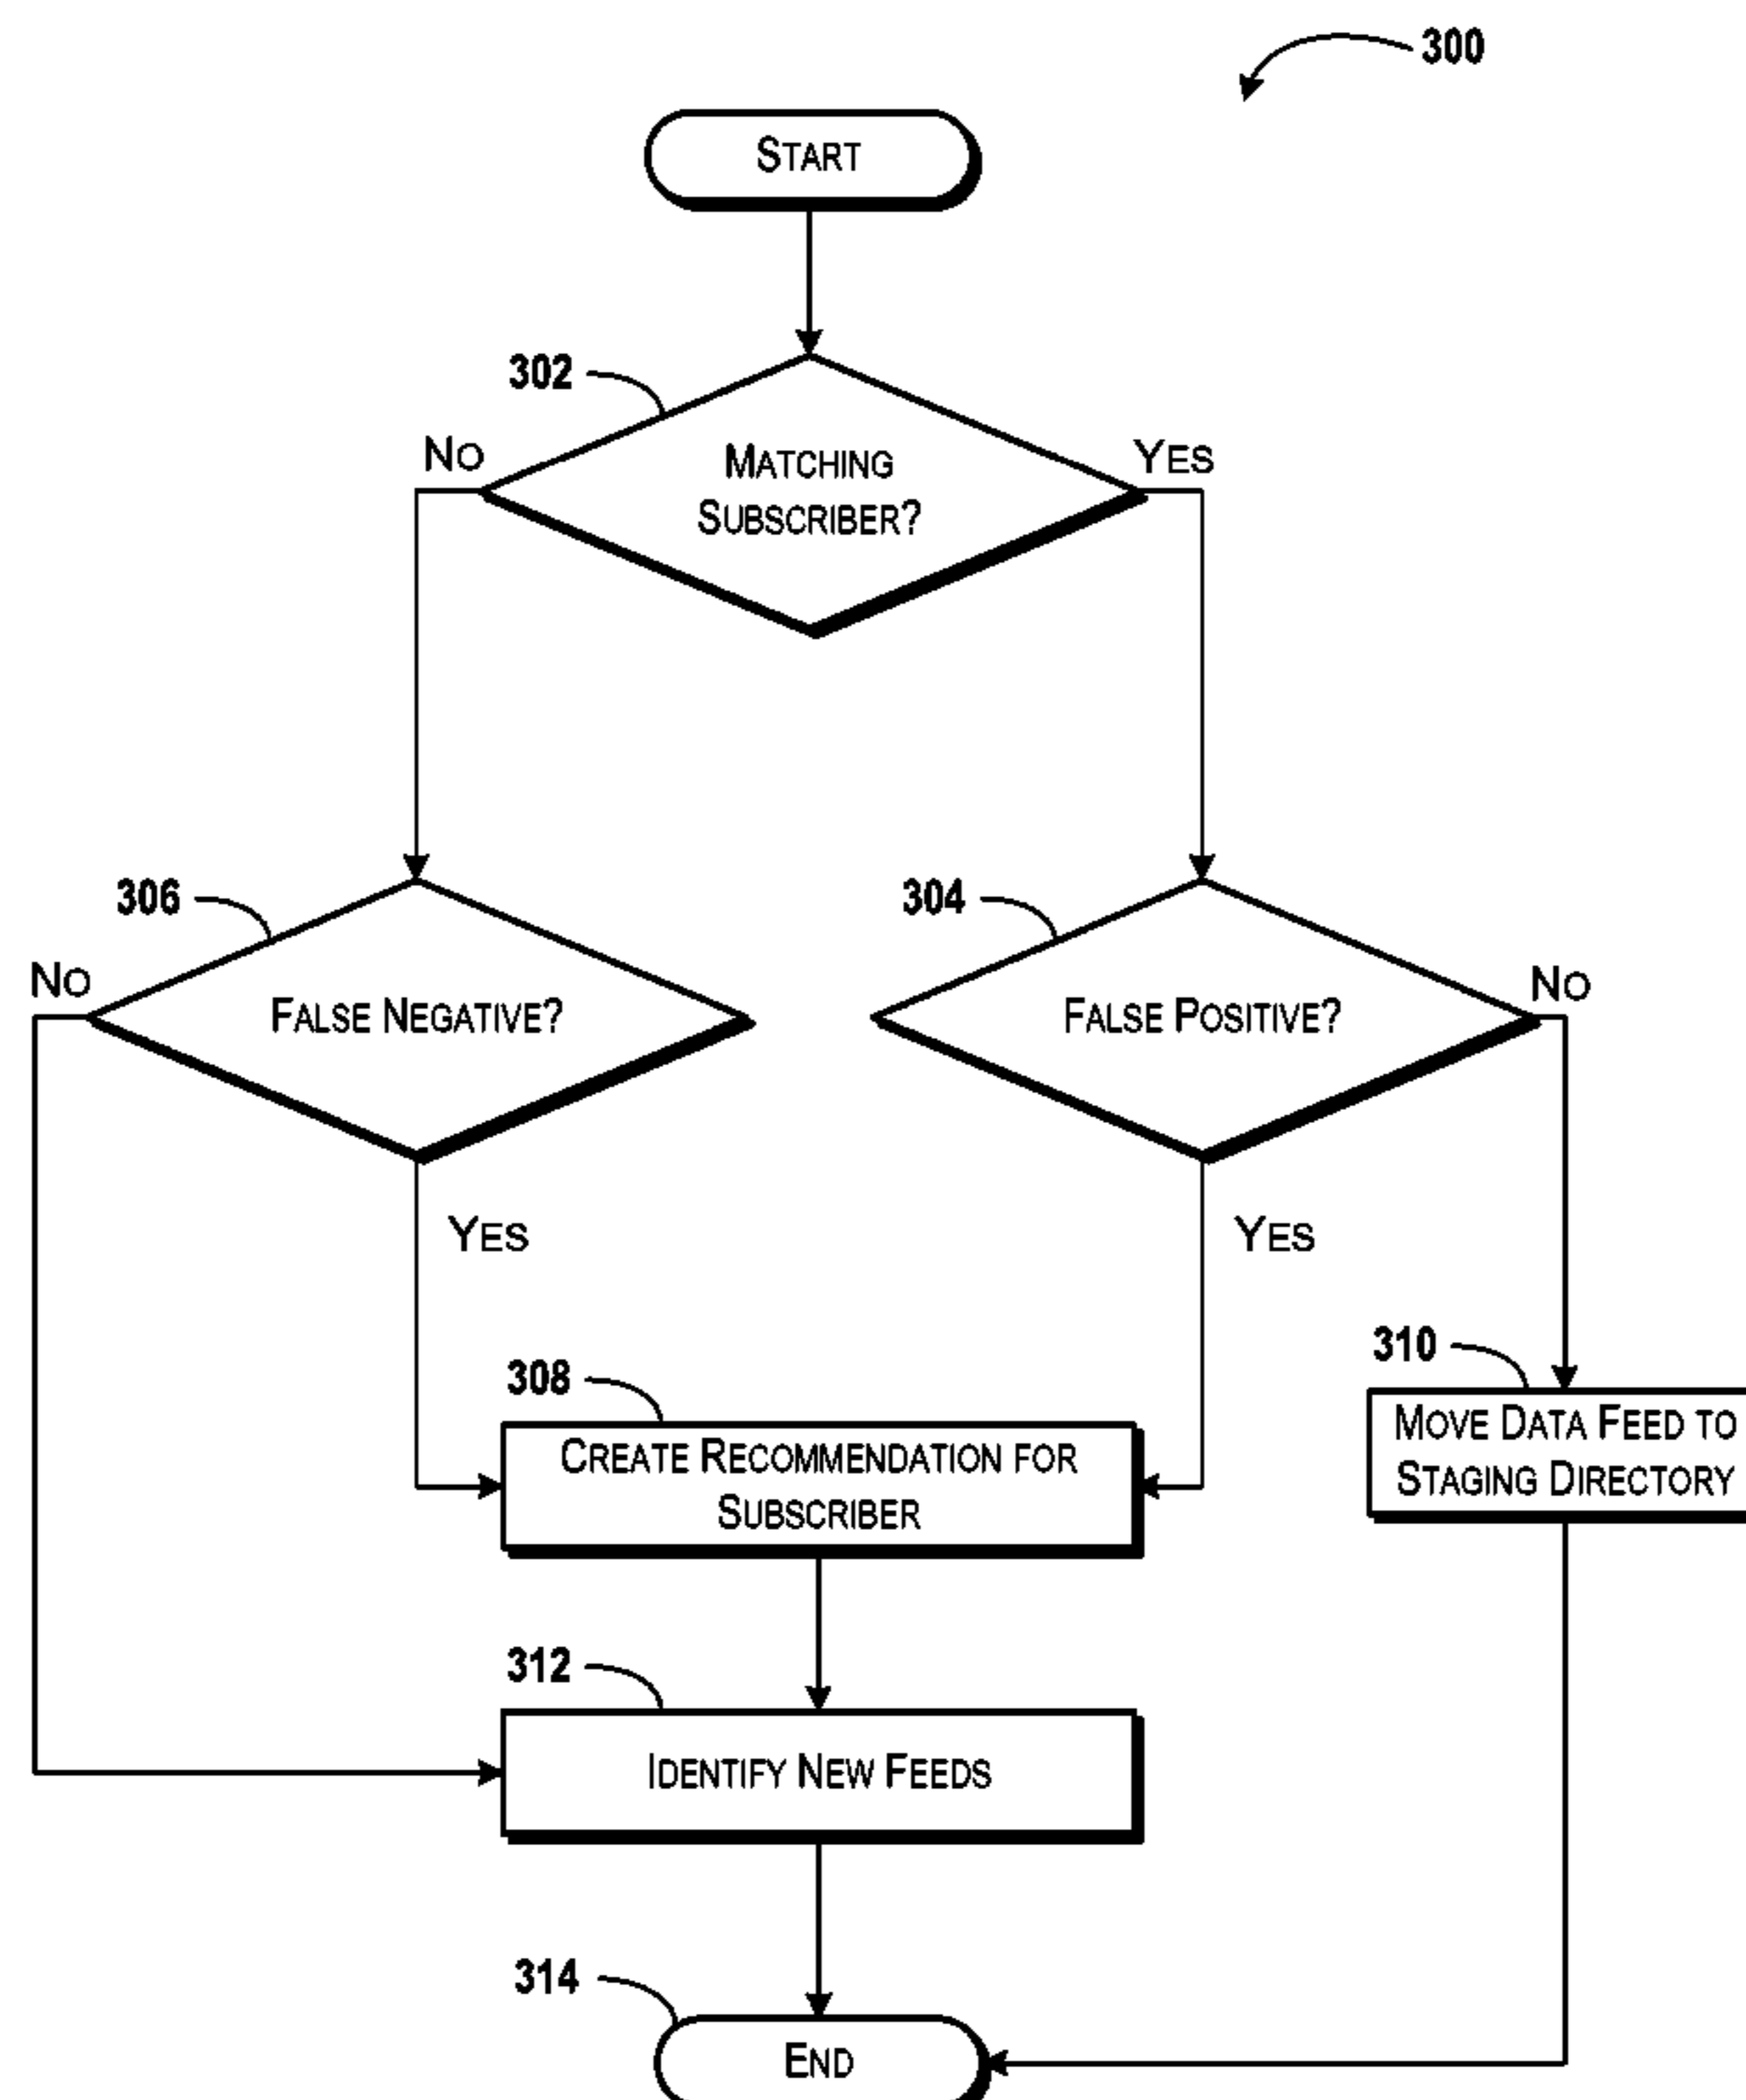 300
START
302
NO
YES
MATCHING
SUBSCRIBER?
306
304
NO
FALSE NEGATIVE?
FALSE POSITIVE?
NO
YES
YES
308
310
CREATE RECOMMENDATION FOR
SUBSCRIBER
MOVE DATA FEED TO
STAGING DIRECTORY
312
IDENTIFY NEW FEEDS
314
END